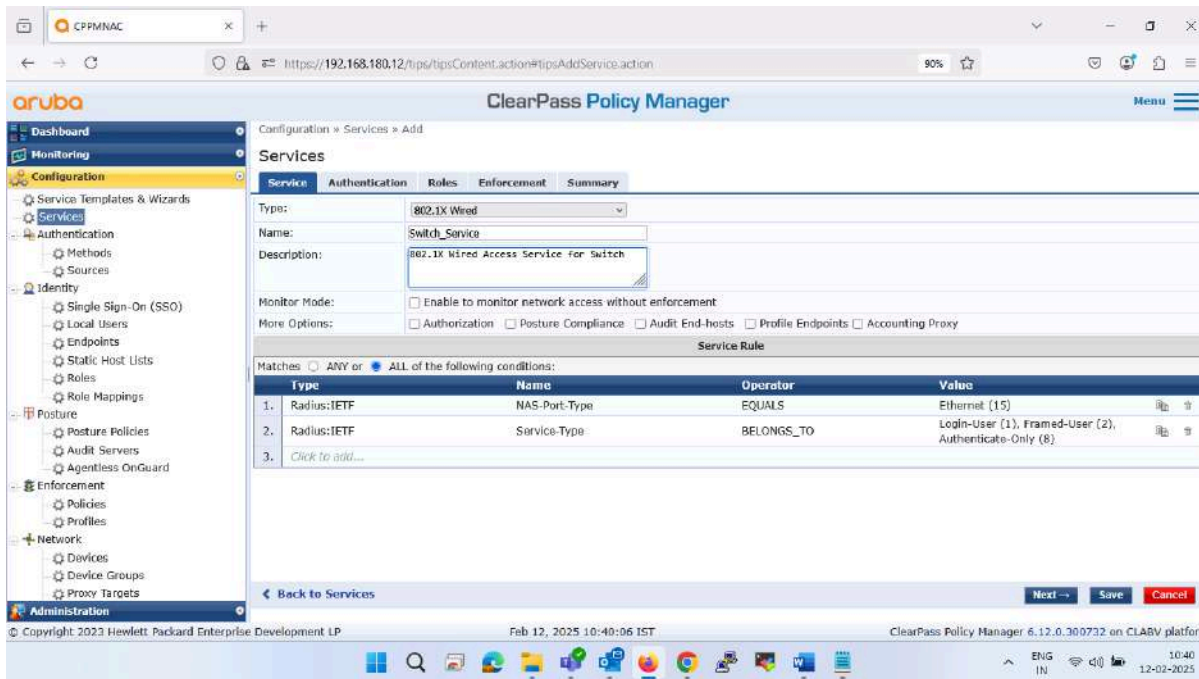 CPPMNAC
https://192.168.180.12/tips/tipsContent.action#tipsAddService.action
90%
aruba
ClearPass Policy Manager
Menu
Dashboard
Monitoring
Configuration
Service Templates & Wizards
Services
Authentication
Methods
Sources
Identity
Single Sign-On (SSO)
Local Users
Endpoints
Static Host Lists
Roles
Role Mappings
Posture
Posture Policies
Audit Servers
Agentless OnGuard
Enforcement
Policies
Profiles
Network
Devices
Device Groups
Proxy Targets
Administration
Configuration » Services » Add
Services
Service Authentication Roles Enforcement Summary
Type: 802.1X Wired
Name: Switch_Service
Description: 802.1X Wired Access Service for Switch
Monitor Mode: Enable to monitor network access without enforcement
More Options: Authorization Posture Compliance Audit End-hosts Profile Endpoints Accounting Proxy
Service Rule
Matches ANY or ALL of the following conditions:
Type Name Operator Value
1. Radius:IETF NAS-Port-Type EQUALS Ethernet (15)
2. Radius:IETF Service-Type BELONGS_TO Login-User (1), Framed-User (2),
Authenticate-Only (8)
3. Click to add...
Back to Services
Next → Save Cancel
© Copyright 2023 Hewlett Packard Enterprise Development LP Feb 12, 2025 10:40:06 IST ClearPass Policy Manager 6.12.0.300732 on CLABV platfor
ENG
IN
10:40
12-02-2025